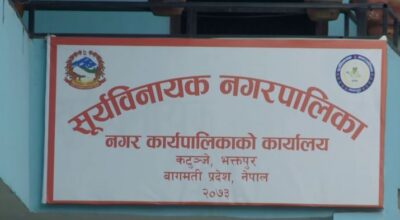 सूर्यविनायक नगरपालिका
नगर कार्यपालिकाको कार्यालय
कटुञ्जे, भक्तपुर
बागमती प्रदेश, नेपाल
२०७३